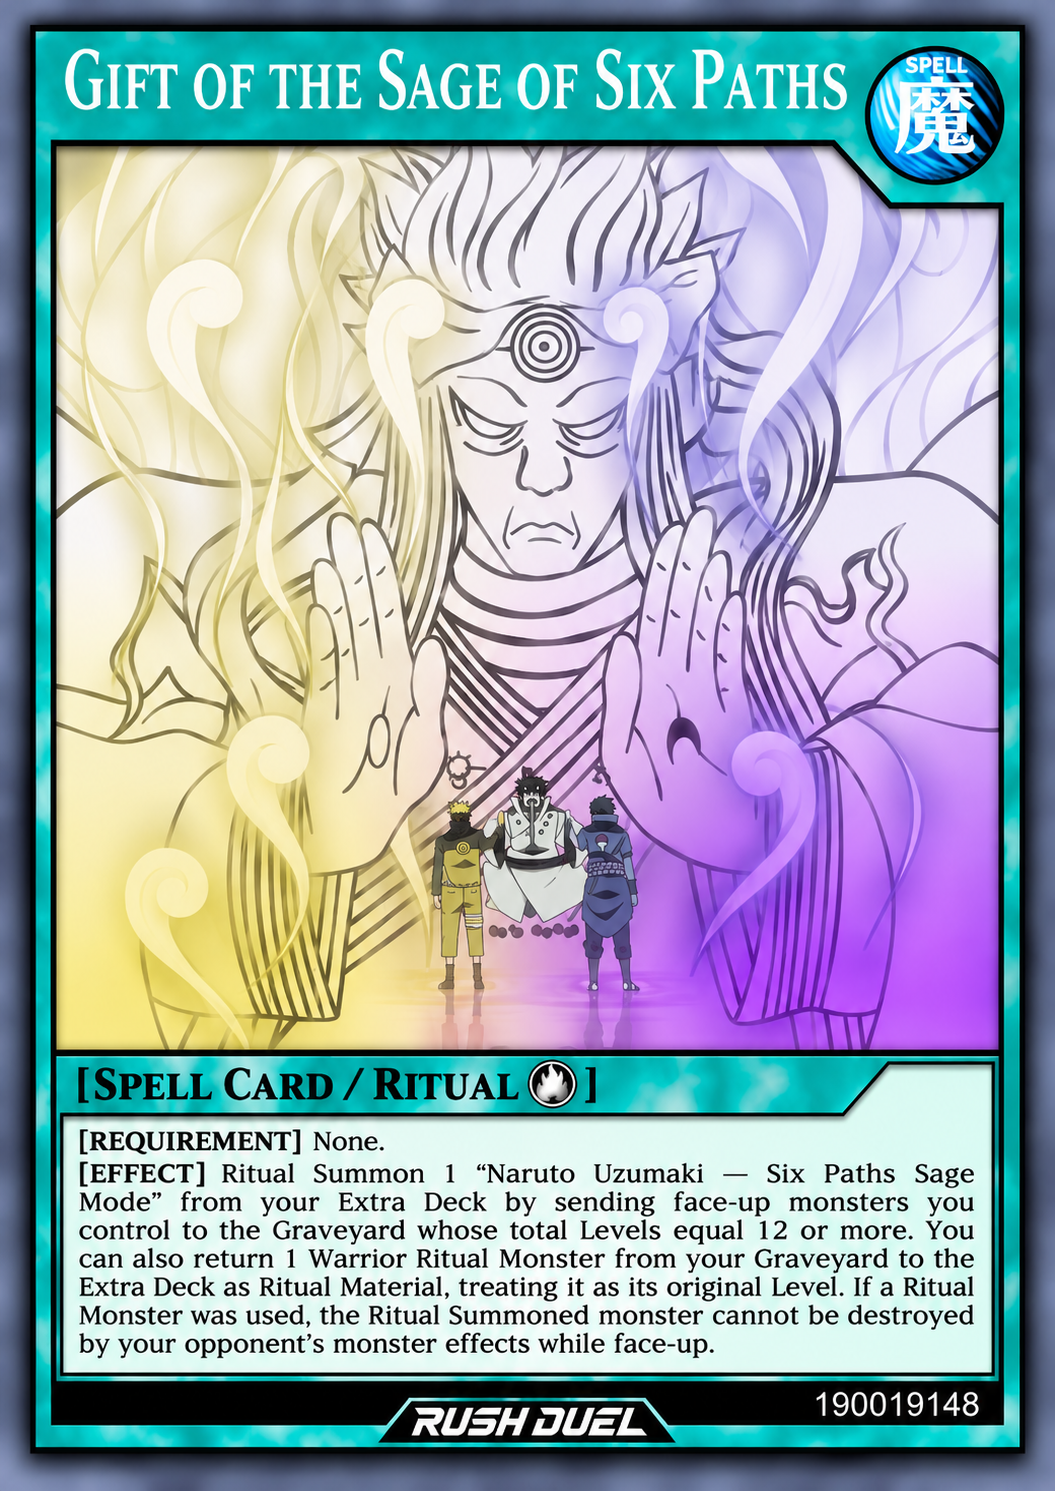 GIFT OF THE SAGE OF SIX PATHS
SPELL
魔
[SPELL CARD / RITUAL ]
[REQUIREMENT] None.
[EFFECT] Ritual Summon 1 “Naruto Uzumaki — Six Paths Sage
Mode” from your Extra Deck by sending face-up monsters you
control to the Graveyard whose total Levels equal 12 or more. You
can also return 1 Warrior Ritual Monster from your Graveyard to the
Extra Deck as Ritual Material, treating it as its original Level. If a Ritual
Monster was used, the Ritual Summoned monster cannot be destroyed
by your opponent’s monster effects while face-up.
190019148
RUSH DUEL